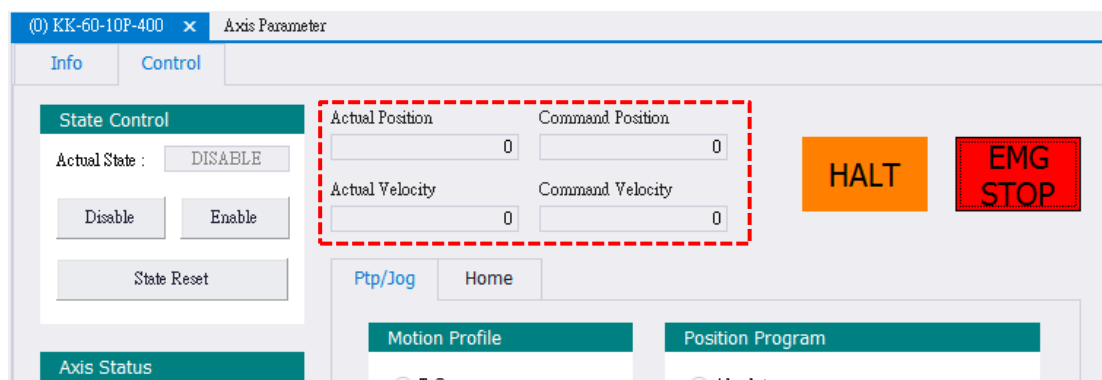 (0) KK-60-10P-400 × Axis Parameter
Info Control
State Control
Actual State : DISABLE
Disable Enable
State Reset
Axis Status
Actual Position Command Position
0 0
Actual Velocity Command Velocity
0 0
HALT
EMG
STOP
Ptp/Jog Home
Motion Profile
Position Program